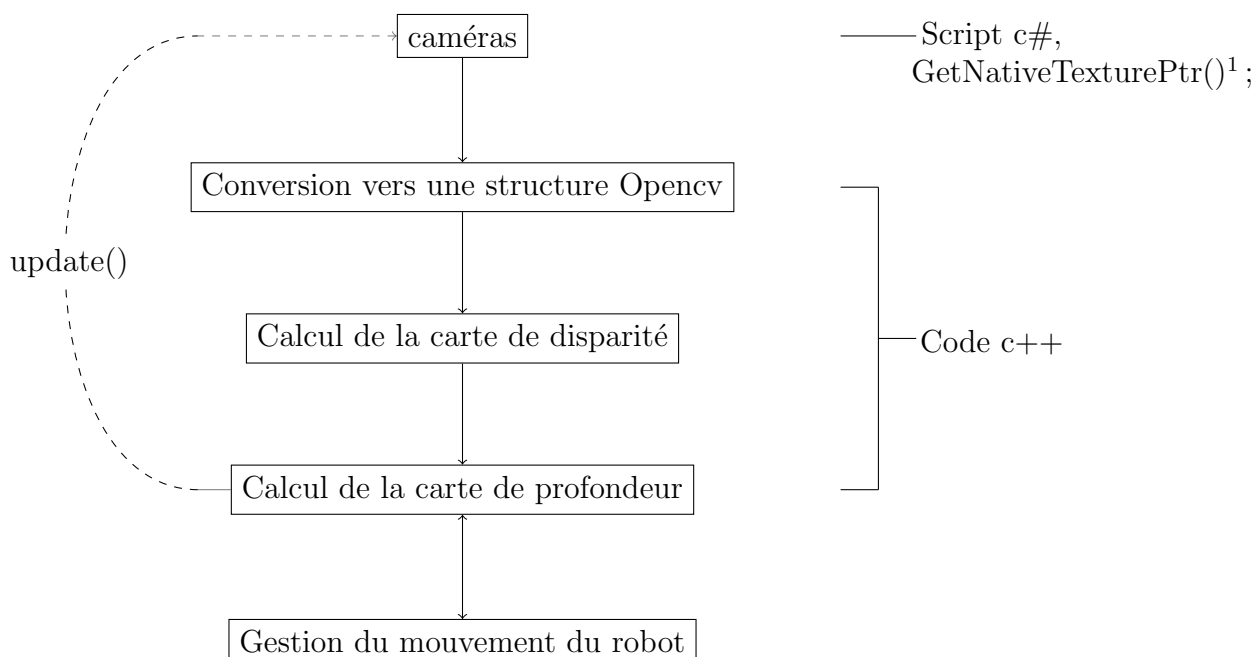 caméras
Script c#,
GetNativeTexturePtr()¹ ;
Conversion vers une structure Opencv
update()
Calcul de la carte de disparité
Code c++
Calcul de la carte de profondeur
Gestion du mouvement du robot